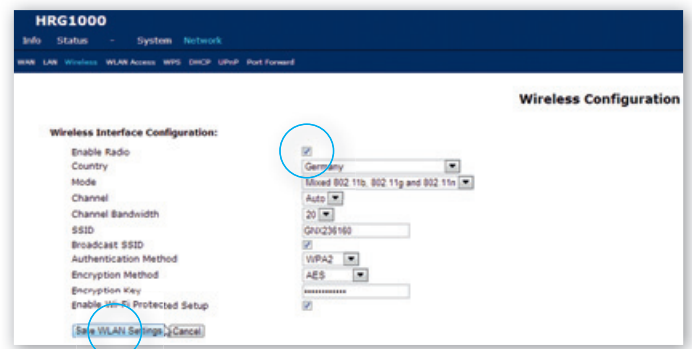 HRG1000
Info Status - System Network
WAN LAN Wireless WLAN Access WPS DHCP UPnP Port Forward
Wireless Configuration
Wireless Interface Configuration:
Enable Radio
Country Germany
Mode Mixed 802.11b, 802.11g and 802.11n
Channel Auto
Channel Bandwidth 20
SSID GNX236160
Broadcast SSID
Authentication Method WPA2
Encryption Method AES
Encryption Key ••••••••••••
Enable Wi-Fi Protected Setup
Save WLAN Settings Cancel